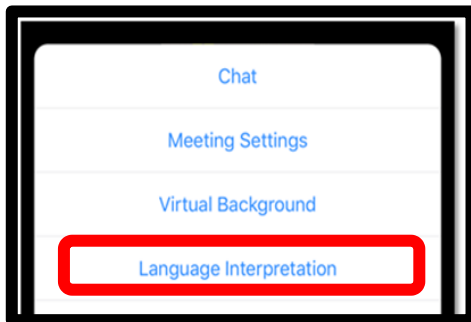 Chat
Meeting Settings
Virtual Background
Language Interpretation